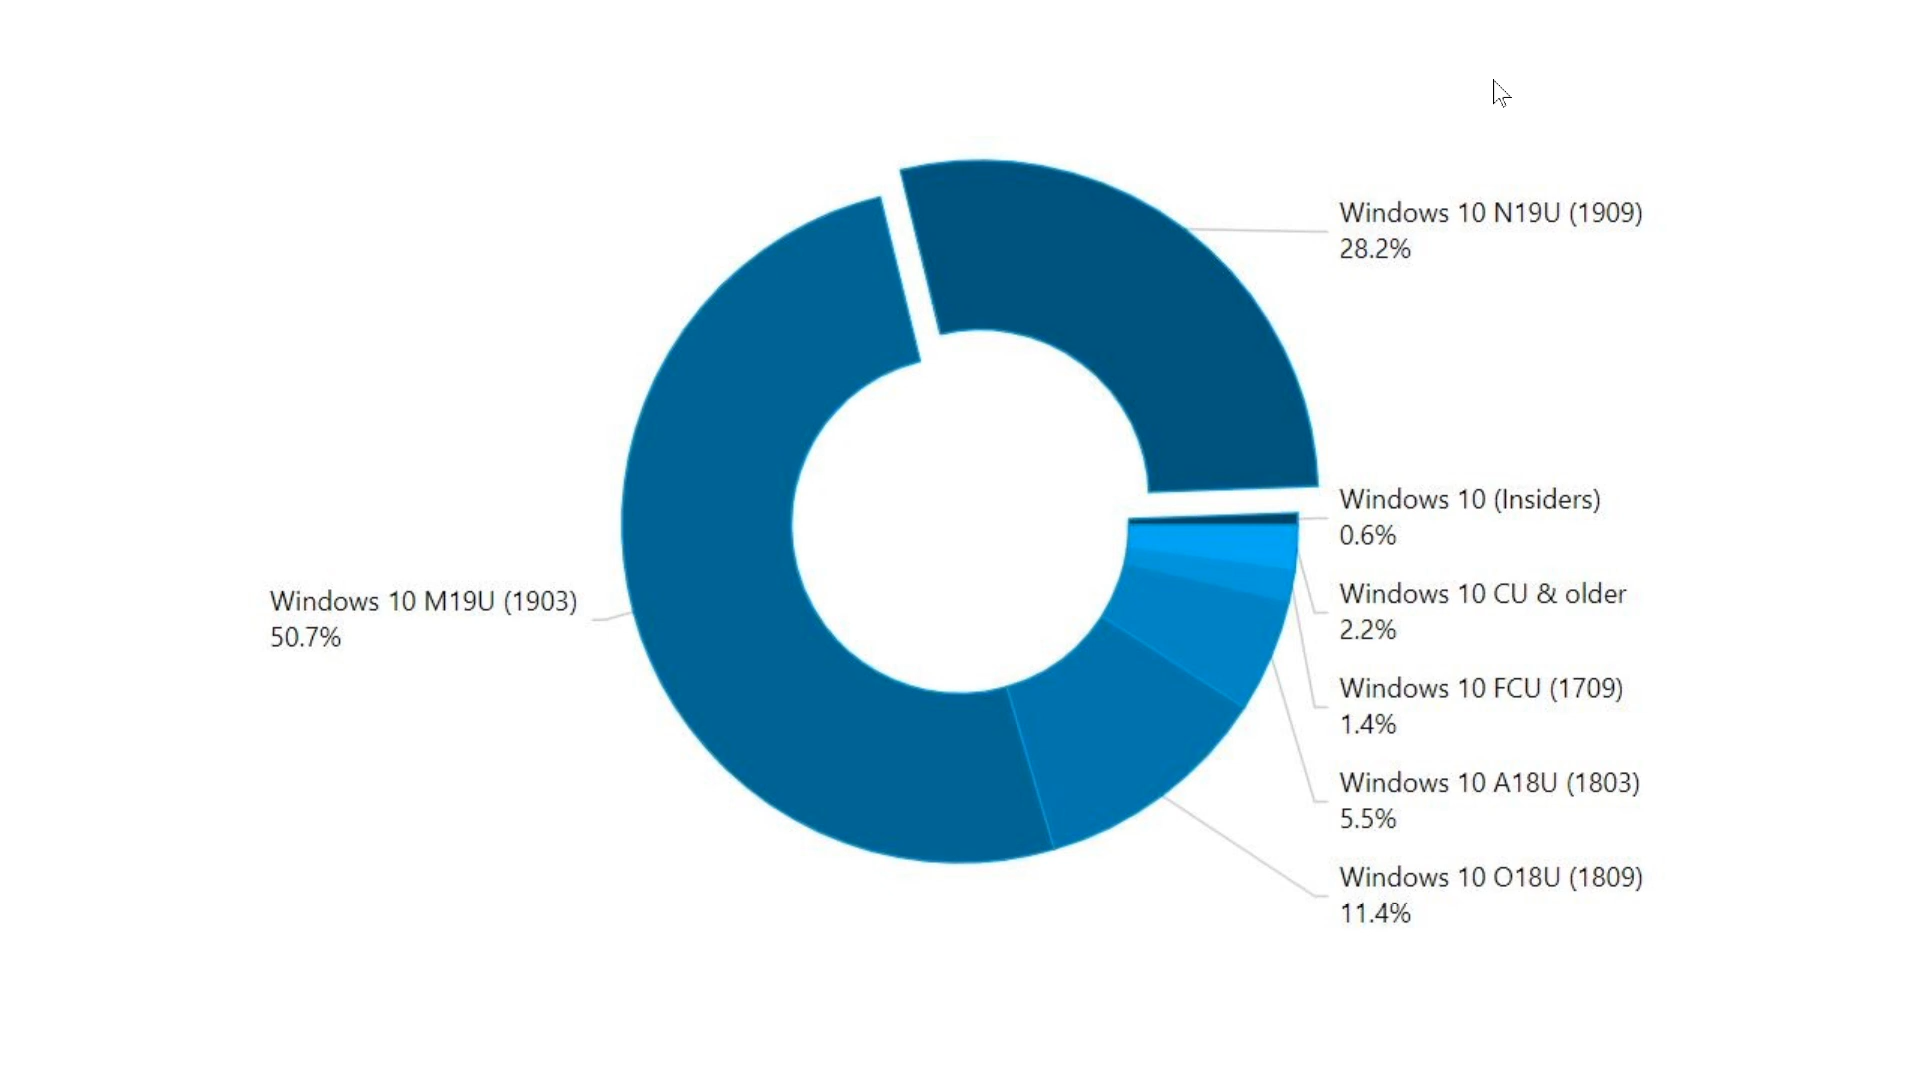 Windows 10 N19U (1909)
28.2%
Windows 10 (Insiders)
0.6%
Windows 10 CU & older
2.2%
Windows 10 FCU (1709)
1.4%
Windows 10 A18U (1803)
5.5%
Windows 10 O18U (1809)
11.4%
Windows 10 M19U (1903)
50.7%